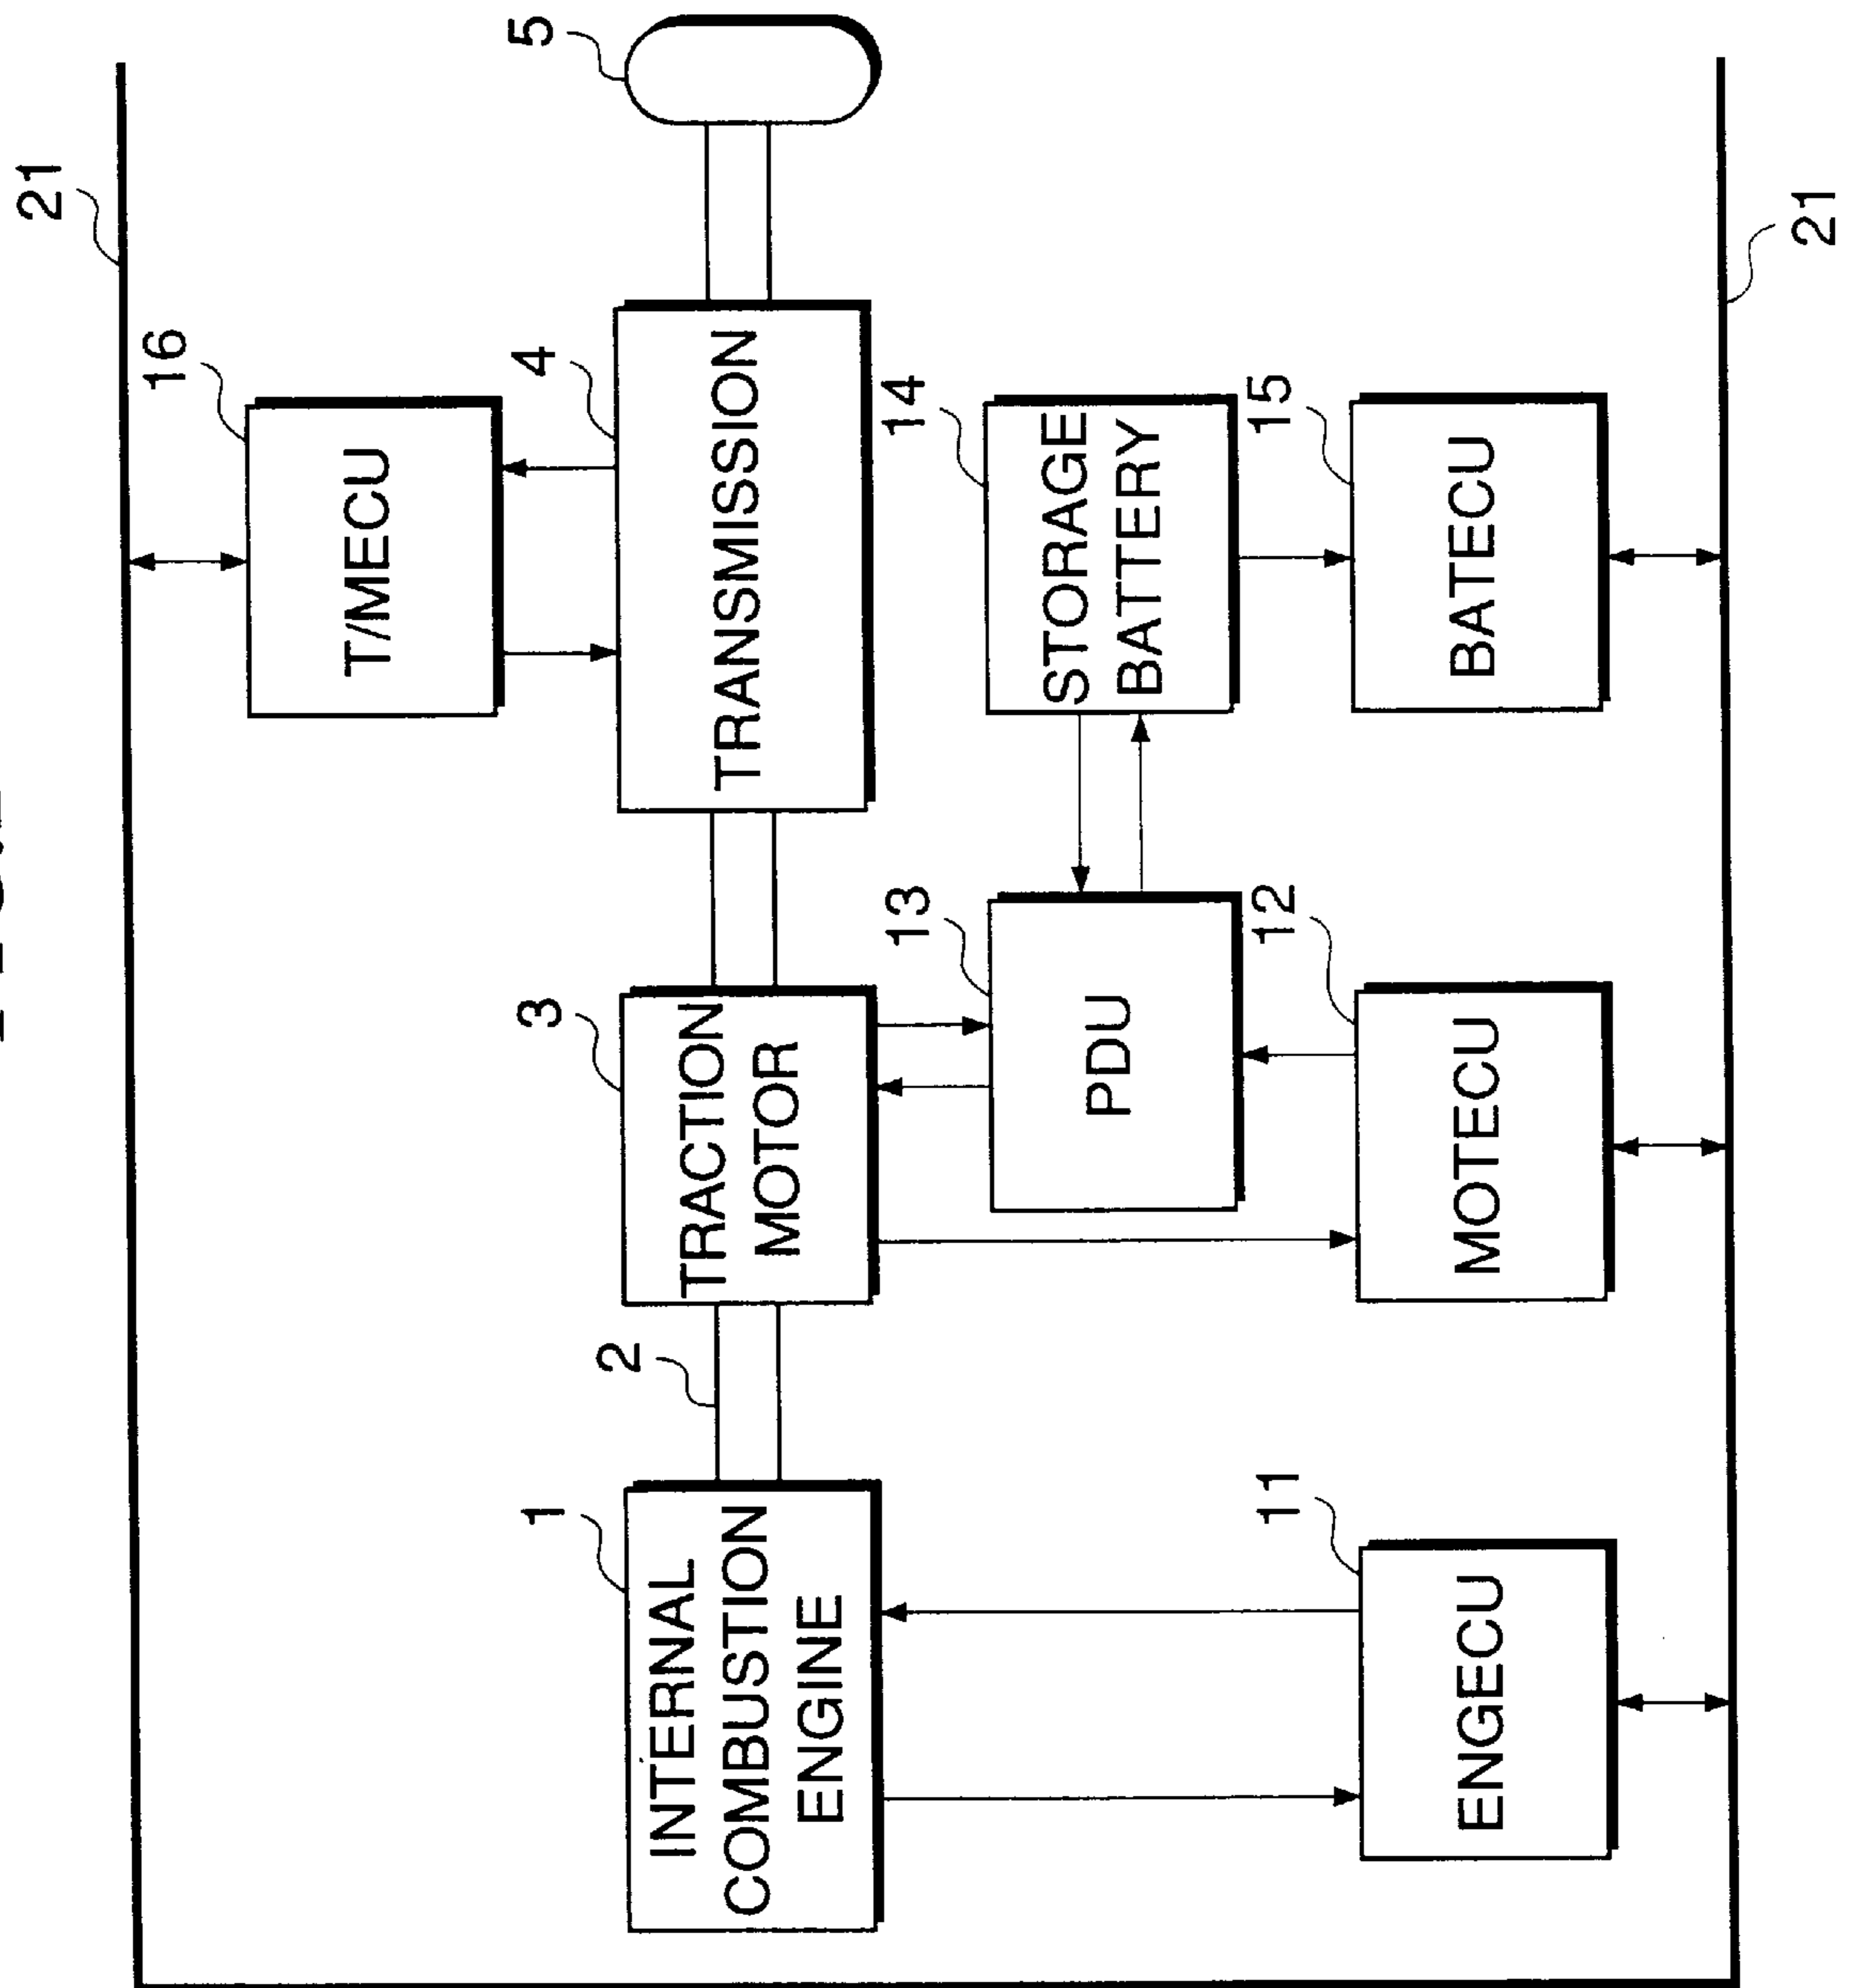 21
16
T/MECU
1
INTERNAL
COMBUSTION
ENGINE
2
3
TRACTION
MOTOR
4
TRANSMISSION
5
13
PDU
14
STORAGE
BATTERY
11
ENGECU
12
MOTECU
15
BATECU
21